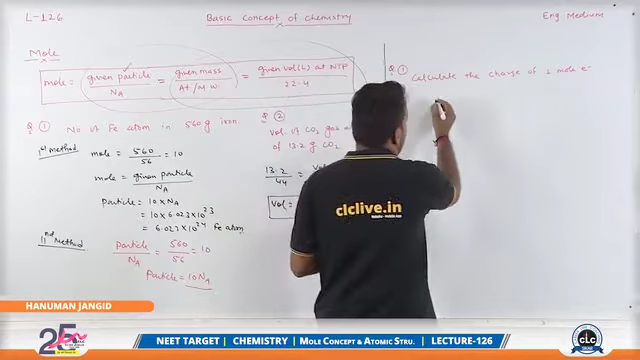 L-126
Basic Concept of chemistry
Eng Medium
Mole
mole = given particle / NA = given mass / At / M w = given vol(L) at NTP / 22.4
Q ① No of Fe atom in 560 g iron
Ist method
mole = 560 / 56 = 10
mole = given particle / NA
Particle = 10 x NA
= 10 x 6.023 x 10^23
= 6.023 x 10^24 Fe atom
IInd Method
Particle / NA = 560 / 56 = 10
Particle = 10 NA
Q ②
Vol. of CO2 gas
of 13.2 g CO2
13.2 / 44 =
Vol =
Q ① Calculate the charge of 1 mole e-
clclive.in
HANUMAN JANGID
25
CLC
NEET TARGET | CHEMISTRY | MOLE CONCEPT & ATOMIC STRU. | LECTURE-126